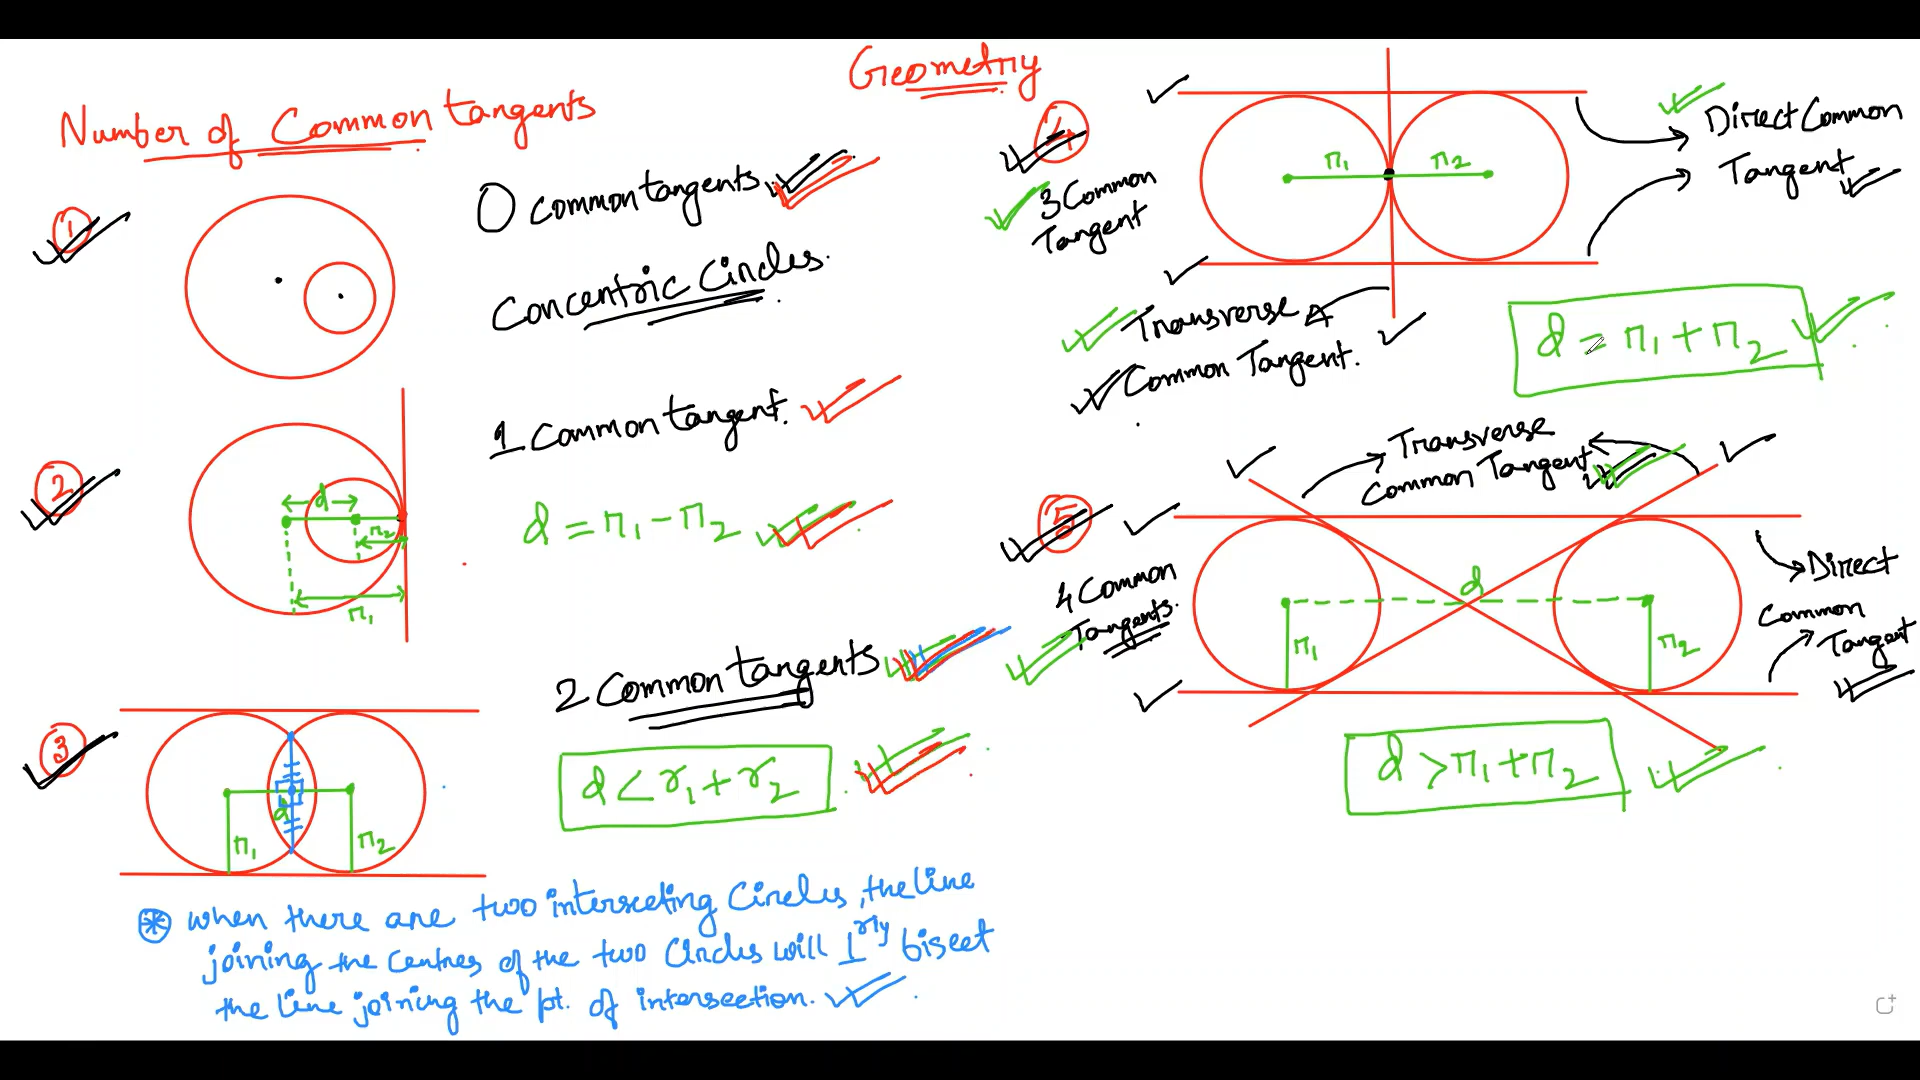 Geometry
Number of Common tangents
1
0 common tangents
Concentric Circles.
2
1 Common tangent.
d
r2
r1
d = r1 - r2
3
2 Common tangents
d
r1
r2
d < r1 + r2
* when there are two interseeting Circles, the line
joining the centres of the two Circles will ⊥rly bisect
the line joining the pt. of intersection.
4
3 Common
Tangent
r1
r2
Direct Common
Tangent
Transverse
Common Tangent.
d = r1 + r2
5
4 Common
Tangents.
Transverse
Common Tangent
d
r1
r2
Direct
Common
Tangent
d > r1 + r2